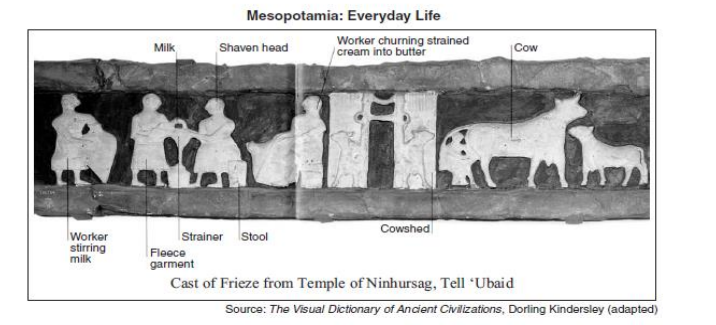 Mesopotamia: Everyday Life
Milk
Shaven head
Worker churning strained
cream into butter
Cow
Worker
stirring
milk
Fleece
garment
Strainer
Stool
Cowshed
Cast of Frieze from Temple of Ninhursag, Tell ‘Ubaid
Source: The Visual Dictionary of Ancient Civilizations, Dorling Kindersley (adapted)